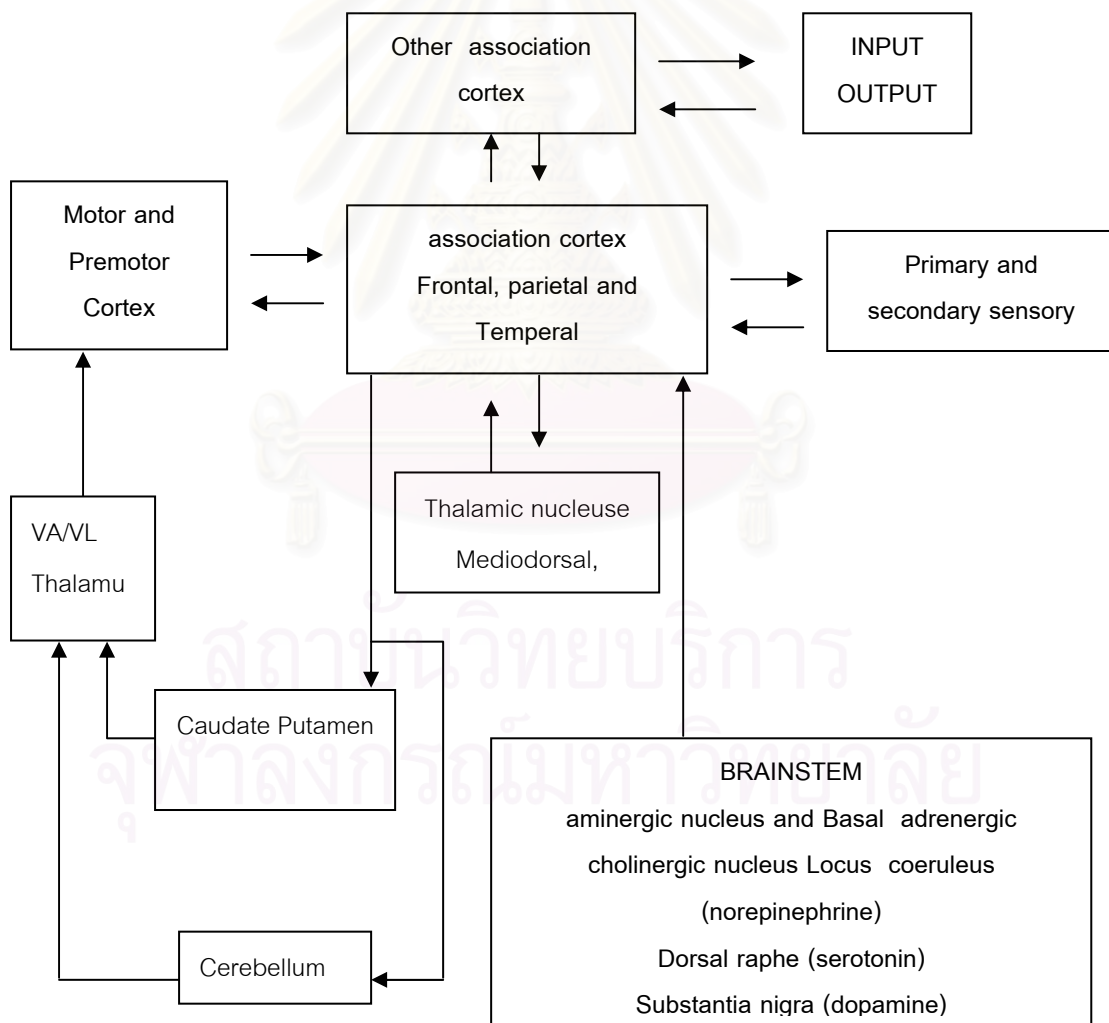 Other association
cortex
INPUT
OUTPUT
Motor and
Premotor
Cortex
association cortex
Frontal, parietal and
Temperal
Primary and
secondary sensory
Thalamic nucleuse
Mediodorsal,
VA/VL
Thalamu
สถาบันวิทยบริการ
Caudate Putamen
จุฬาลงกรณ์มหาวิทยาลัย
BRAINSTEM
aminergic nucleus and Basal adrenergic
cholinergic nucleus Locus coeruleus
(norepinephrine)
Dorsal raphe (serotonin)
Substantia nigra (dopamine)
Cerebellum